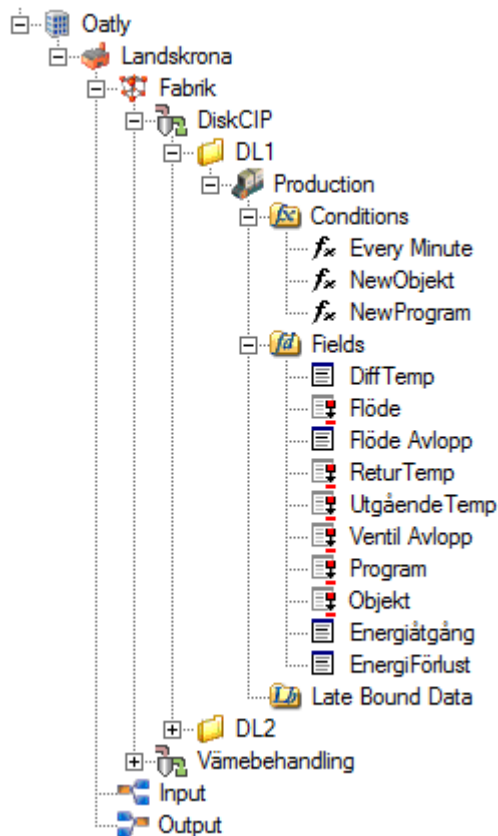 Oatly
Landskrona
Fabrik
DiskCIP
DL1
Production
Conditions
Every Minute
NewObjekt
NewProgram
Fields
DiffTemp
Flöde
Flöde Avlopp
ReturTemp
UtgåendeTemp
Ventil Avlopp
Program
Objekt
Energiåtgång
EnergiFörlust
Late Bound Data
DL2
Vämebehandling
Input
Output